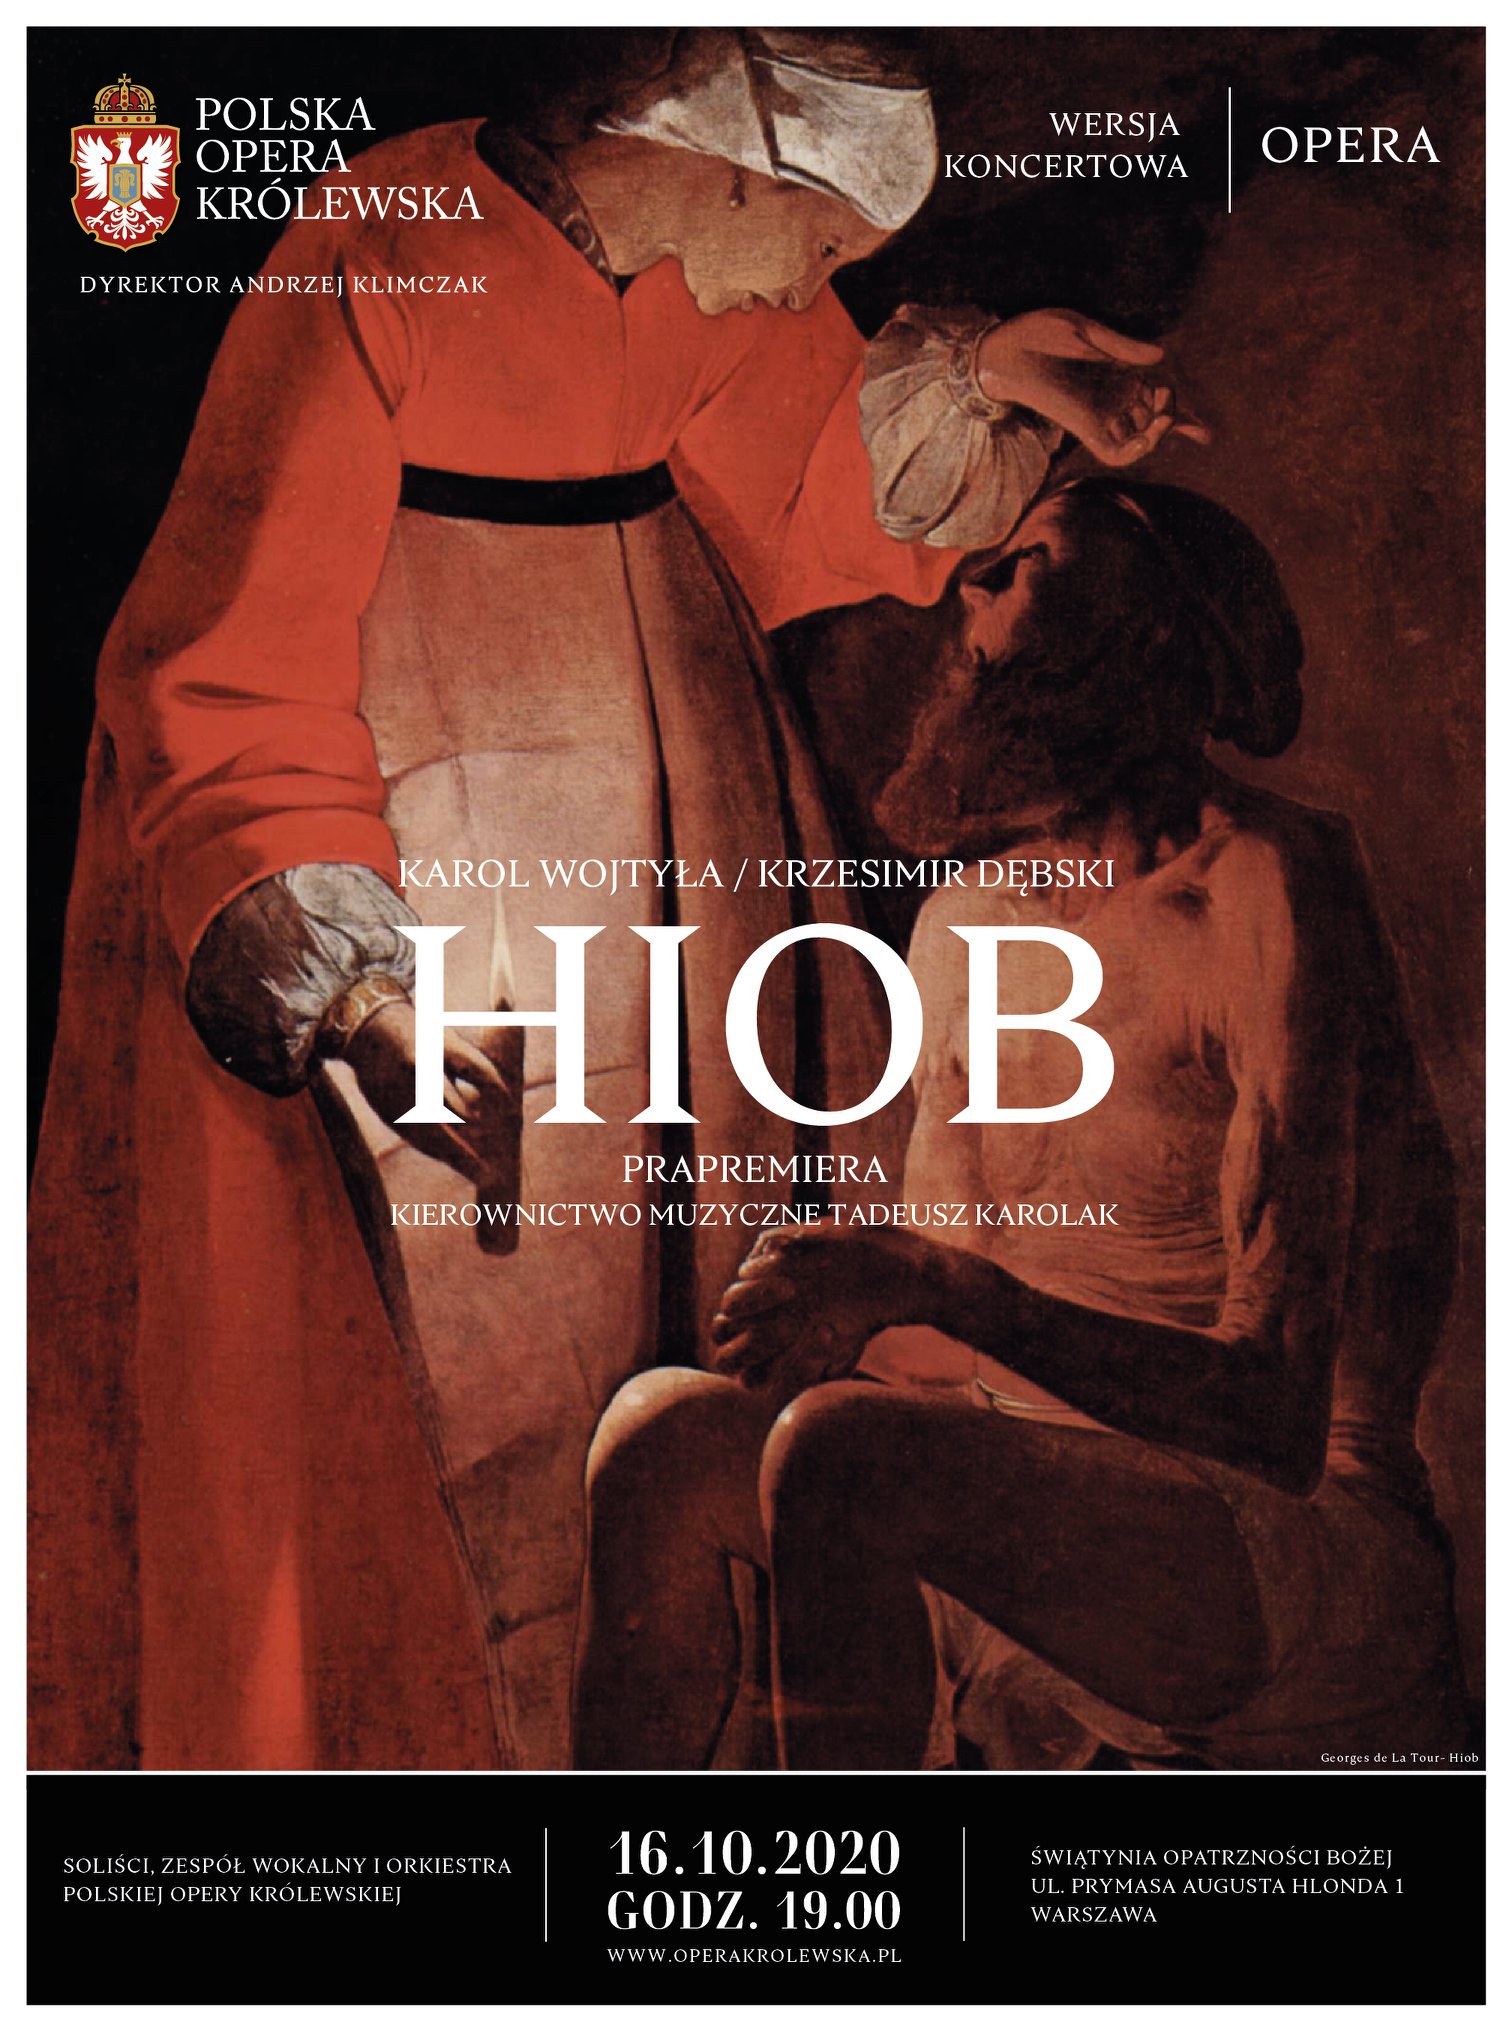 POLSKA
OPERA
KRÓLEWSKA
DYREKTOR ANDRZEJ KLIMCZAK
WERSJA
KONCERTOWA
OPERA
KAROL WOJTYŁA / KRZESIMIR DĘBSKI
HIOB
PRAPREMIERA
KIEROWNICTWO MUZYCZNE TADEUSZ KAROLAK
Georges de La Tour- Hiob
SOLIŚCI, ZESPÓŁ WOKALNY I ORKIESTRA
POLSKIEJ OPERY KRÓLEWSKIEJ
16.10.2020
GODZ. 19.00
WWW.OPERAKROLEWSKA.PL
ŚWIĄTYNIA OPATRZNOŚCI BOŻEJ
UL. PRYMASA AUGUSTA HLONDA 1
WARSZAWA